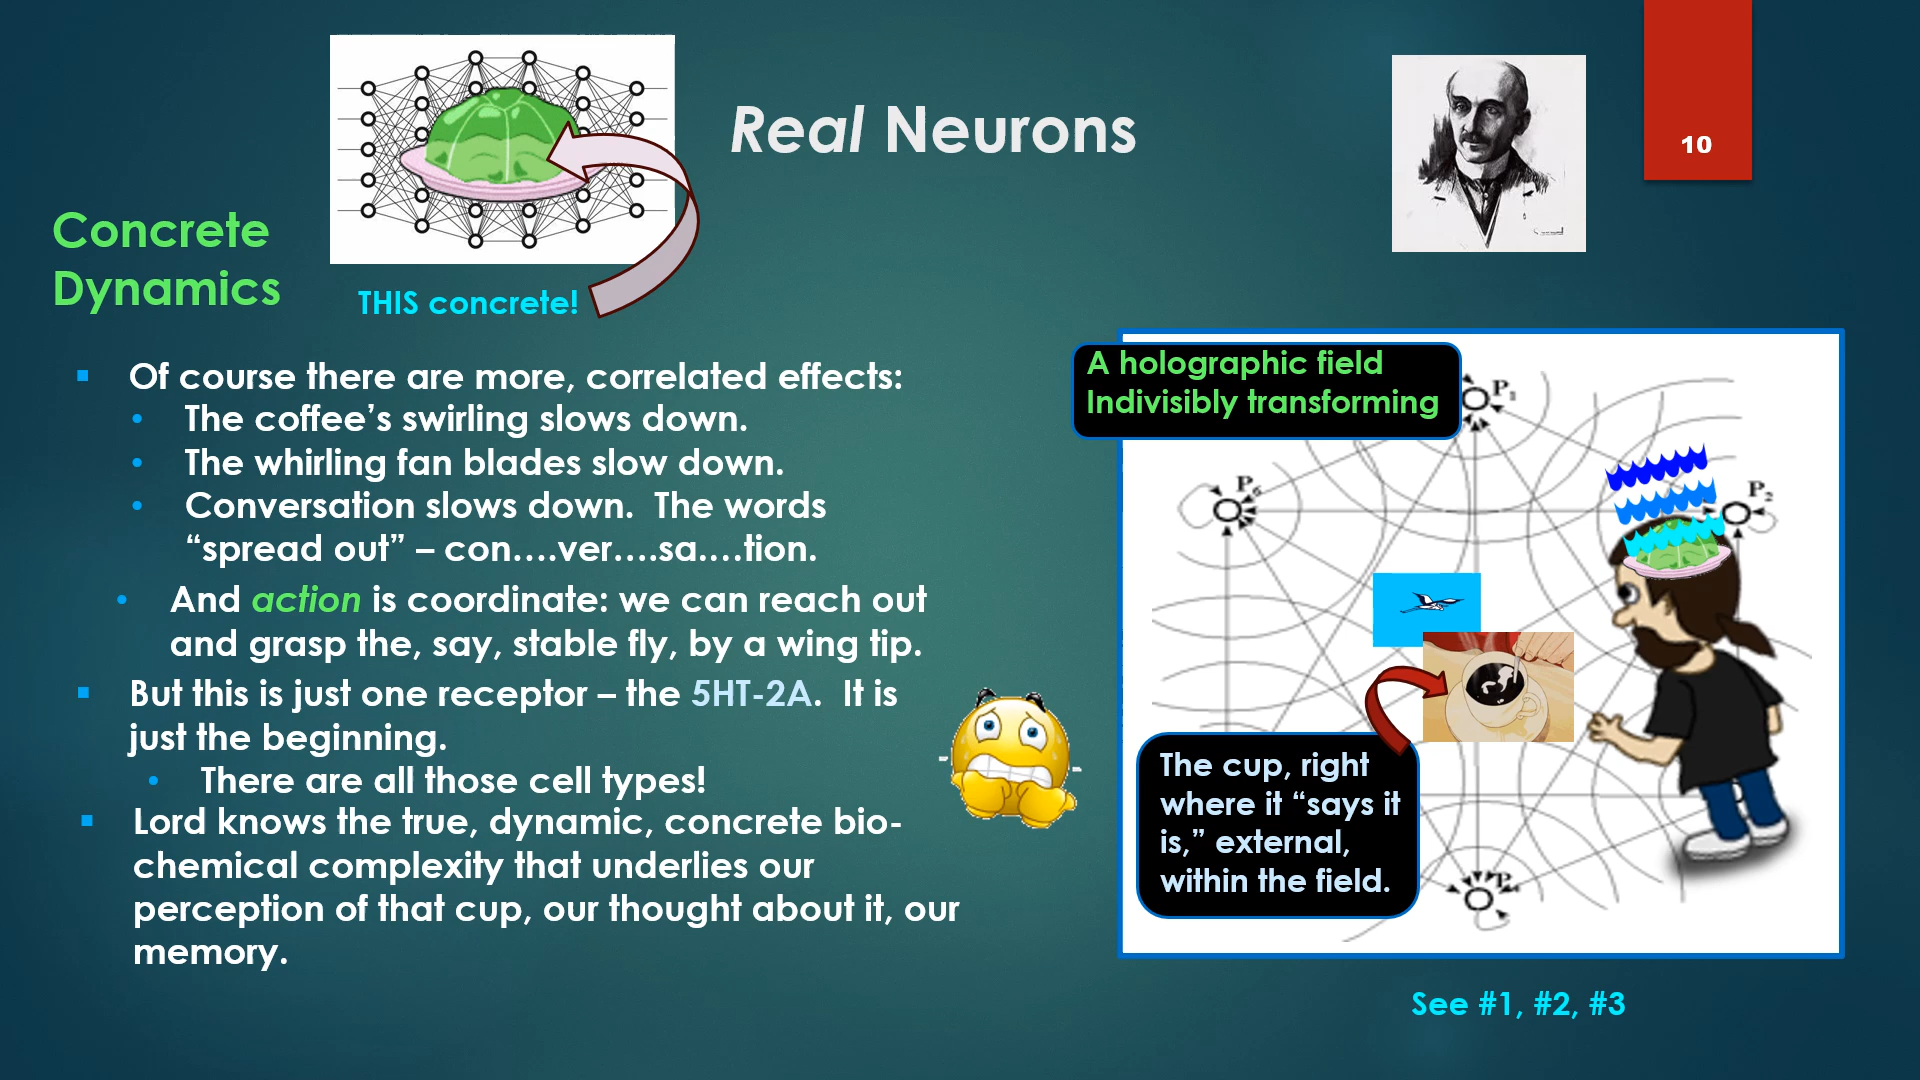 Real Neurons
10
Concrete
Dynamics
THIS concrete!
▪ Of course there are more, correlated effects:
• The coffee’s swirling slows down.
• The whirling fan blades slow down.
• Conversation slows down.  The words
“spread out” – con….ver….sa….tion.
• And action is coordinate: we can reach out
and grasp the, say, stable fly, by a wing tip.
▪ But this is just one receptor – the 5HT-2A.  It is
just the beginning.
• There are all those cell types!
▪ Lord knows the true, dynamic, concrete bio-
chemical complexity that underlies our
perception of that cup, our thought about it, our
memory.
A holographic field
Indivisibly transforming
P1
P6
P2
The cup, right
where it “says it
is,” external,
within the field.
See #1, #2, #3